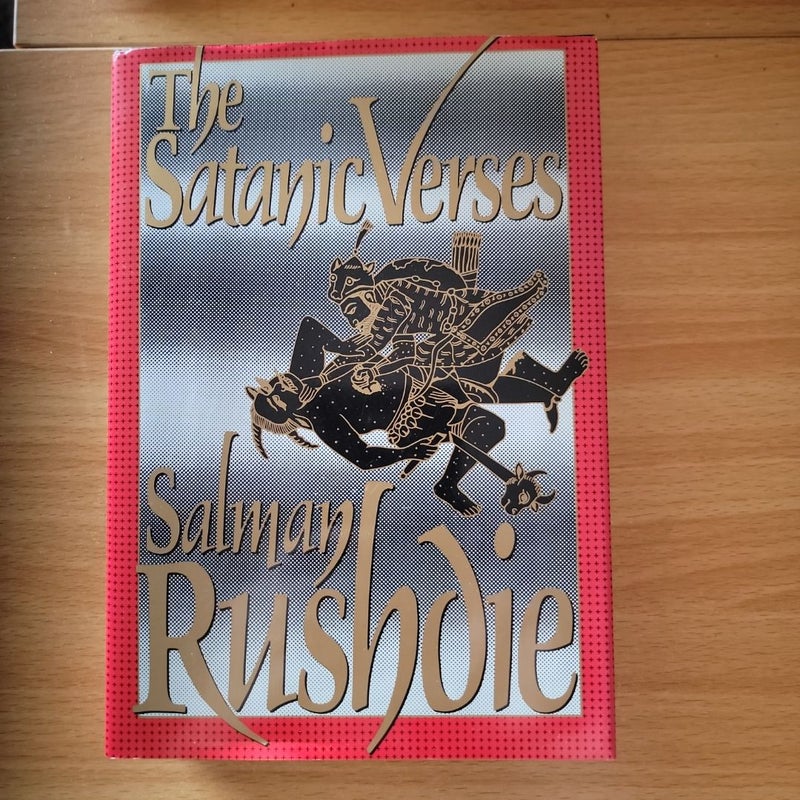 The
Satanic Verses
Salman
Rushdie